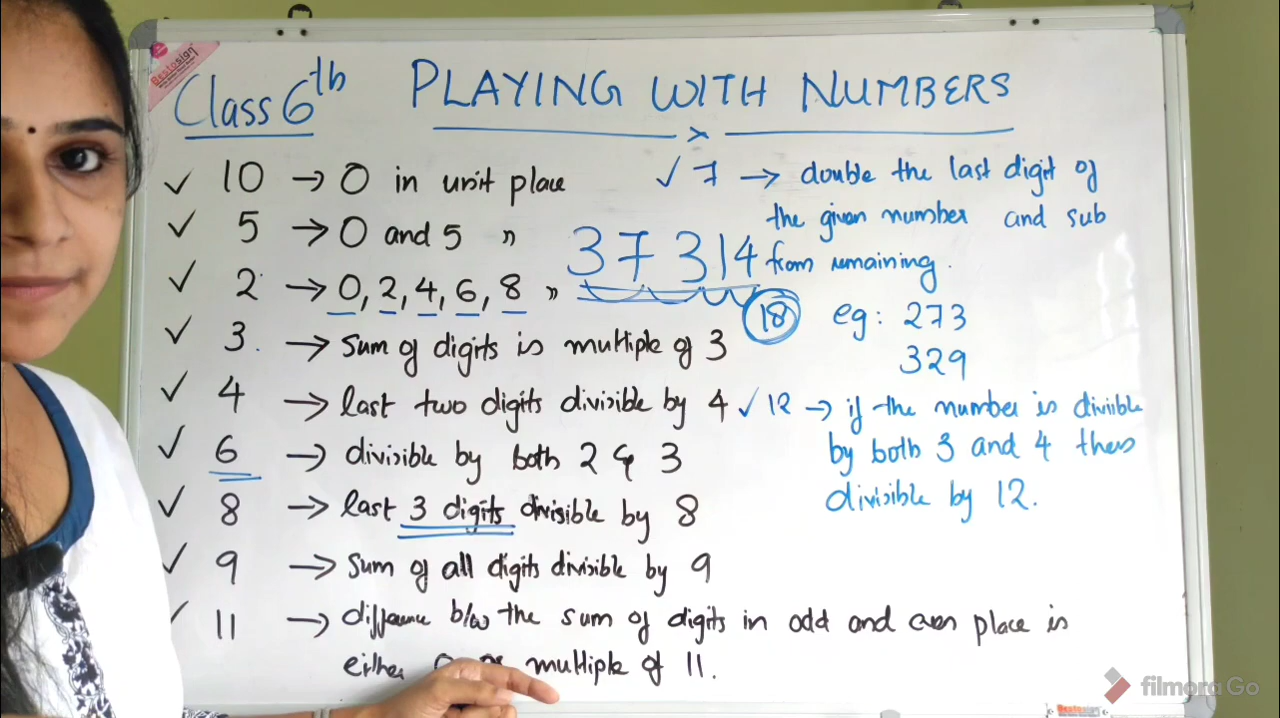 Bestosign
Class 6th PLAYING WITH NUMBERS
✓ 10 → 0 in unit place
✓ 5 → 0 and 5 "
✓ 2 → 0, 2, 4, 6, 8 "
✓ 3. → Sum of digits is multiple of 3
✓ 4 → last two digits divisible by 4
✓ 6 → divisible by both 2 & 3
✓ 8 → last 3 digits divisible by 8
✓ 9 → Sum of all digits divisible by 9
✓ 11 → difference b/w the sum of digits in odd and even place is
either 0 or multiple of 11.
37314
18
✓ 7 → double the last digit of
the given number and sub
from remaining.
eg: 273
329
✓ 12 → if the number is divisible
by both 3 and 4 then
divisible by 12.
filmora Go
Bestosign